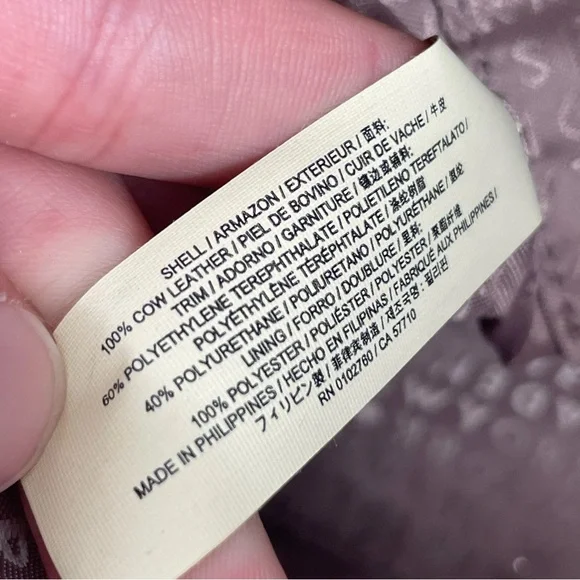 SHELL / ARMAZON / EXTERIEUR / 面料:
100% COW LEATHER / PIEL DE BOVINO / CUIR DE VACHE / 牛皮
TRIM / ADORNO / GARNITURE / 镶边或辅料:
60% POLYETHYLENE TEREPHTHALATE / POLIETILENO TEREFTALATO /
POLYÉTHYLÈNE TERÉPHTALATE / 涤纶树脂
40% POLYURETHANE / POLIURETANO / POLYURETHANE / 氨纶
LINING / FORRO / DOUBLURE / 里料:
100% POLYESTER / POLIÉSTER / POLYESTER / 聚酯纤维
MADE IN PHILIPPINES / HECHO EN FILIPINAS / FABRIQUE AUX PHILIPPINES /
フィリピン製 / 菲律宾制造 / 제조국명 : 필리핀
RN 0102760 / CA 57710